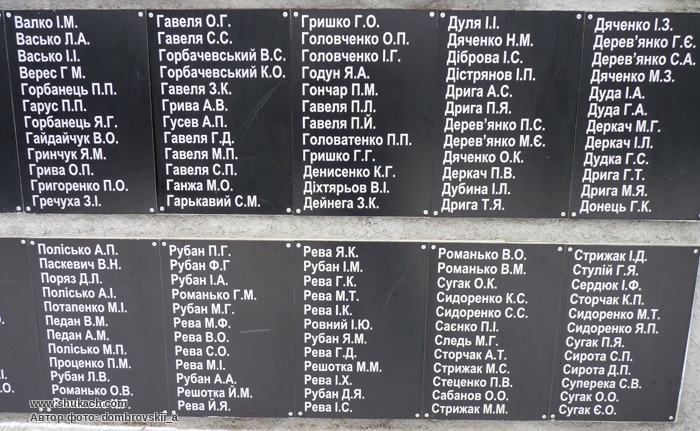 Валко І.М.
Васько Л.А.
Васько І.І.
Верес Г М.
Горбанець П.П.
Гарус П.П.
Горбанець Я.Г.
Гайдайчук В.О.
Гринчук Я.М.
Грива О.П.
Григоренко П.О.
Гречуха З.І.
Гавеля О.Г.
Гавеля С.С.
Горбачевський В.С.
Горбачевський К.О.
Гавеля З.К.
Грива А.В.
Гусев А.П.
Гавеля Г.Д.
Гавеля М.П.
Гавеля С.П.
Ганжа М.О.
Гарькавий С.М.
Гришко Г.О.
Головченко О.П.
Головченко І.Г.
Годун Я.А.
Гончар П.М.
Гавеля П.Л.
Гавеля П.Й.
Головатенко П.П.
Гришко Г.Г.
Денисенко К.Г.
Діхтярьов В.І.
Дейнега З.К.
Дуля І.І.
Дяченко Н.М.
Діброва І.С.
Дістрянов І.П.
Дрига А.С.
Дрига П.Я.
Дерев'янко П.С.
Дерев'янко М.Є.
Дяченко О.К.
Деркач П.В.
Дубина І.П.
Дрига Т.Я.
Дяченко І.З.
Дерев'янко Г.Є.
Дерев'янко С.А.
Дяченко М.З.
Дуда І.А.
Дуда Г.А.
Деркач М.Г.
Деркач І.Л.
Дудка Г.С.
Дрига Г.Т.
Дрига М.Я.
Донець Г.К.
Полісько А.П.
Паскевич В.Н.
Поряз Д.Л.
Полісько А.І.
Потапенко М.І.
Педан В.М.
Педан А.М.
Полісько М.П.
Проценко П.М.
Рубан Л.В.
Романько О.В.
Рубан П.Г.
Рубан Ф.Г
Рубан І.А.
Романько Г.М.
Рубан М.Г.
Рева М.Ф.
Рева В.О.
Рева С.О.
Рева М.І.
Рубан А.А.
Решотка Й.М.
Рева Й.Я.
Рева Я.К.
Рубан І.М.
Рева Г.К.
Рева М.Т.
Рева І.К.
Ровний І.Ю.
Рубан Я.М.
Рева Г.Д.
Решотка М.М.
Рева І.Х.
Рубан Д.Я.
Рева І.С.
Романько В.О.
Романько В.М.
Сугак О.К.
Сидоренко К.С.
Сидоренко С.С.
Саєнко П.І.
Следь М.Г.
Сторчак А.Т.
Стрижак М.С.
Стеценко П.В.
Сабанов О.О.
Стрижак М.М.
Стрижак І.Д.
Стулій Г.Я.
Сердюк І.Ф.
Сторчак К.П.
Сидоренко М.Т.
Сидоренко Я.П.
Сугак П.Я.
Сирота С.П.
Сирота Д.П.
Суперека С.В.
Сугак О.О.
Сугак Є.О.
www.shukach.com
Автор фото- dombrovskii_a